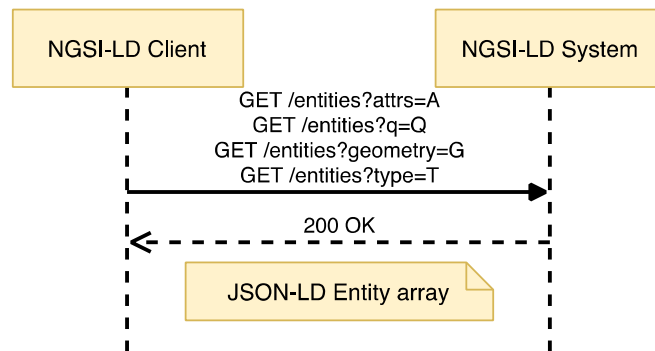 NGSI-LD Client
NGSI-LD System
GET /entities?attrs=A
GET /entities?q=Q
GET /entities?geometry=G
GET /entities?type=T
200 OK
JSON-LD Entity array